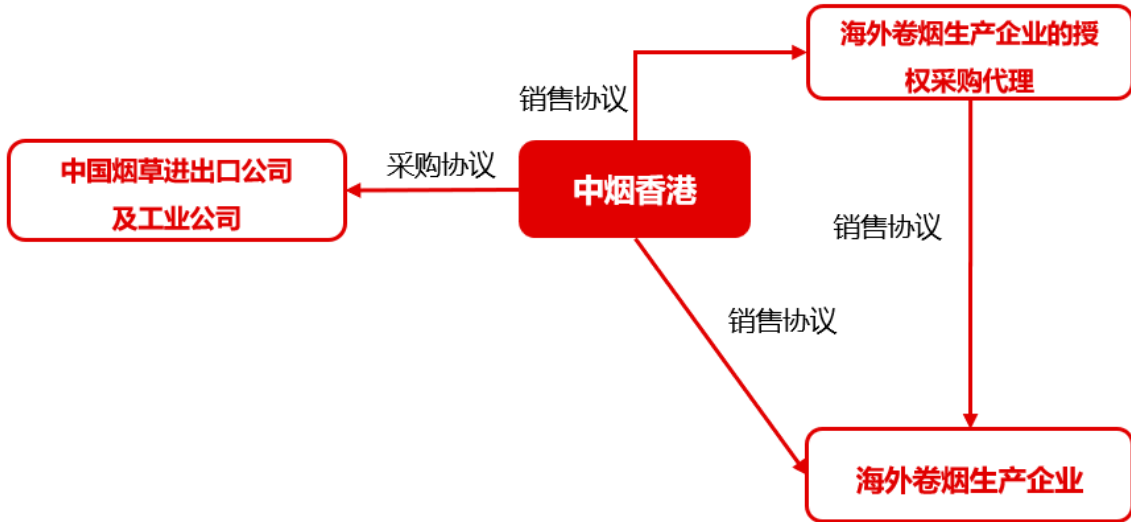 海外卷烟生产企业的授
权采购代理
销售协议
中国烟草进出口公司
及工业公司
采购协议
中烟香港
销售协议
销售协议
海外卷烟生产企业